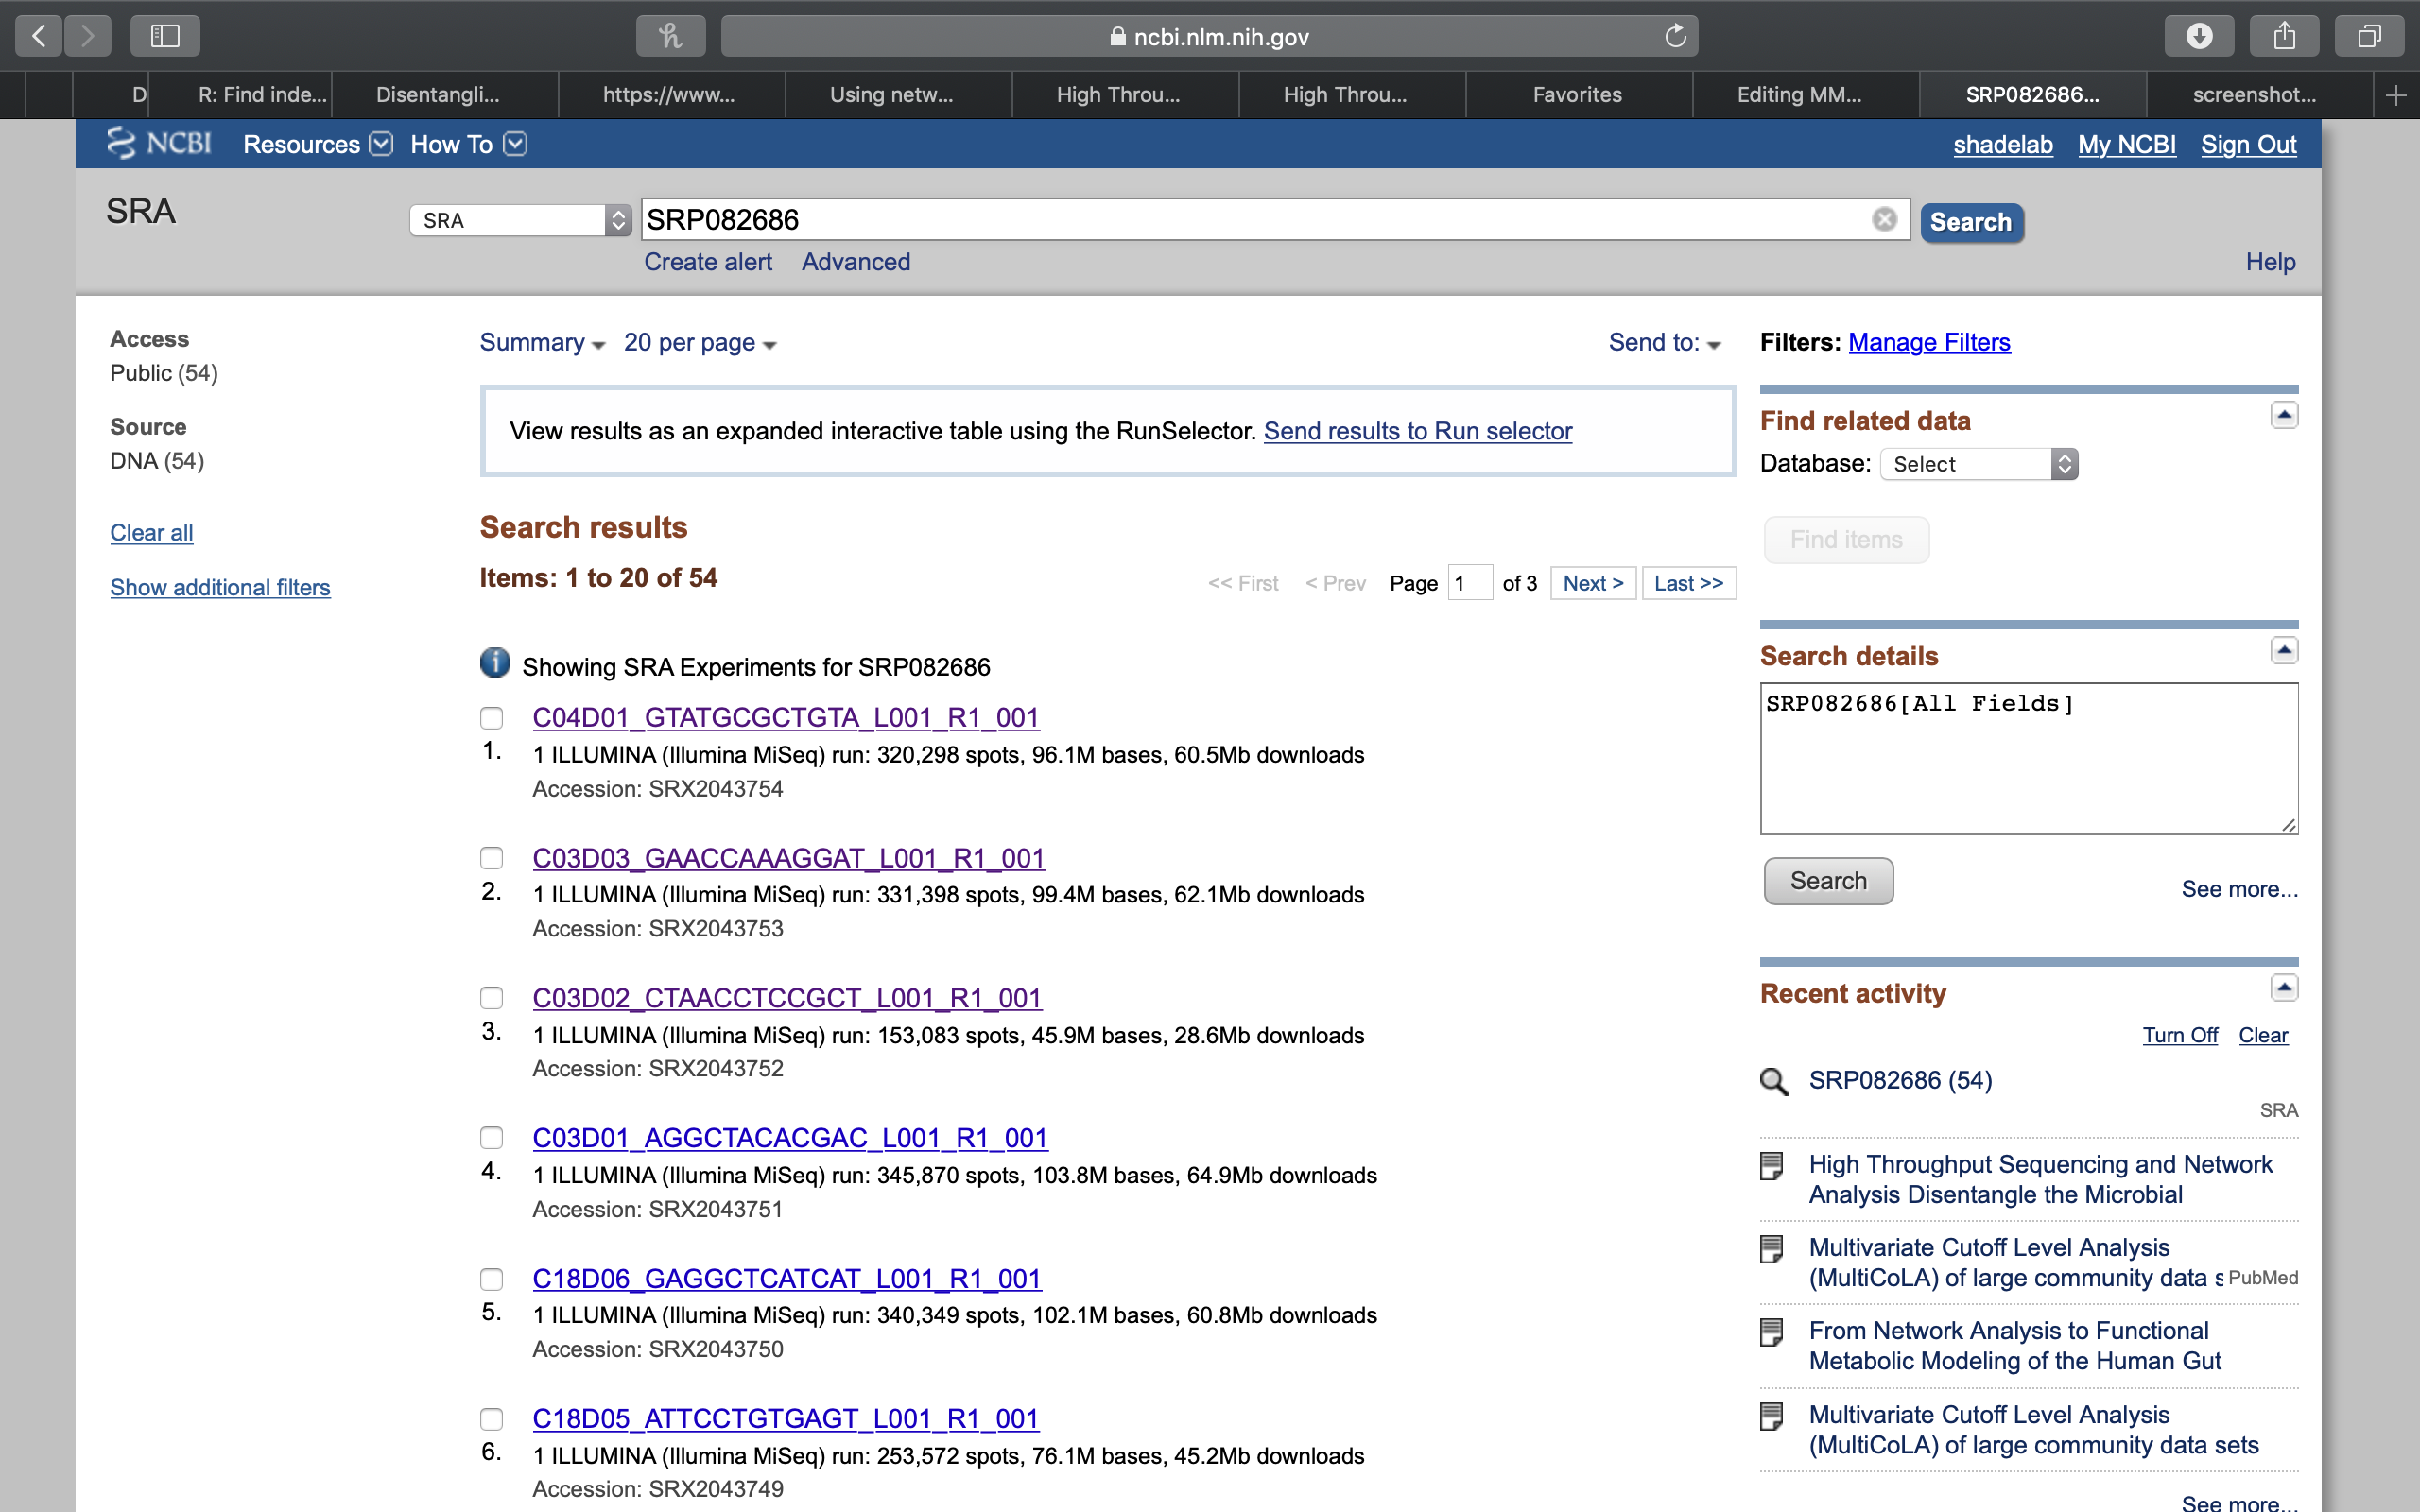 ncbi.nlm.nih.gov
D
R: Find inde...
Disentangli...
https://www...
Using netw...
High Throu...
High Throu...
Favorites
Editing MM...
SRP082686...
screenshot...
NCBI Resources How To
shadelab My NCBI Sign Out
SRA
SRA
SRP082686
Search
Create alert Advanced
Help
Access
Public (54)
Source
DNA (54)
Clear all
Show additional filters
Summary 20 per page
Send to:
View results as an expanded interactive table using the RunSelector. Send results to Run selector
Search results
Items: 1 to 20 of 54
<< First < Prev Page 1 of 3 Next > Last >>
Showing SRA Experiments for SRP082686
C04D01_GTATGCGCTGTA_L001_R1_001
1. 1 ILLUMINA (Illumina MiSeq) run: 320,298 spots, 96.1M bases, 60.5Mb downloads
Accession: SRX2043754
C03D03_GAACCAAAGGAT_L001_R1_001
2. 1 ILLUMINA (Illumina MiSeq) run: 331,398 spots, 99.4M bases, 62.1Mb downloads
Accession: SRX2043753
C03D02_CTAACCTCCGCT_L001_R1_001
3. 1 ILLUMINA (Illumina MiSeq) run: 153,083 spots, 45.9M bases, 28.6Mb downloads
Accession: SRX2043752
C03D01_AGGCTACACGAC_L001_R1_001
4. 1 ILLUMINA (Illumina MiSeq) run: 345,870 spots, 103.8M bases, 64.9Mb downloads
Accession: SRX2043751
C18D06_GAGGCTCATCAT_L001_R1_001
5. 1 ILLUMINA (Illumina MiSeq) run: 340,349 spots, 102.1M bases, 60.8Mb downloads
Accession: SRX2043750
C18D05_ATTCCTGTGAGT_L001_R1_001
6. 1 ILLUMINA (Illumina MiSeq) run: 253,572 spots, 76.1M bases, 45.2Mb downloads
Accession: SRX2043749
Filters: Manage Filters
Find related data
Database: Select
Find items
Search details
SRP082686[All Fields]
Search
See more...
Recent activity
Turn Off Clear
SRP082686 (54)
SRA
High Throughput Sequencing and Network
Analysis Disentangle the Microbial
Multivariate Cutoff Level Analysis
(MultiCoLA) of large community data s PubMed
From Network Analysis to Functional
Metabolic Modeling of the Human Gut
Multivariate Cutoff Level Analysis
(MultiCoLA) of large community data sets
See more...